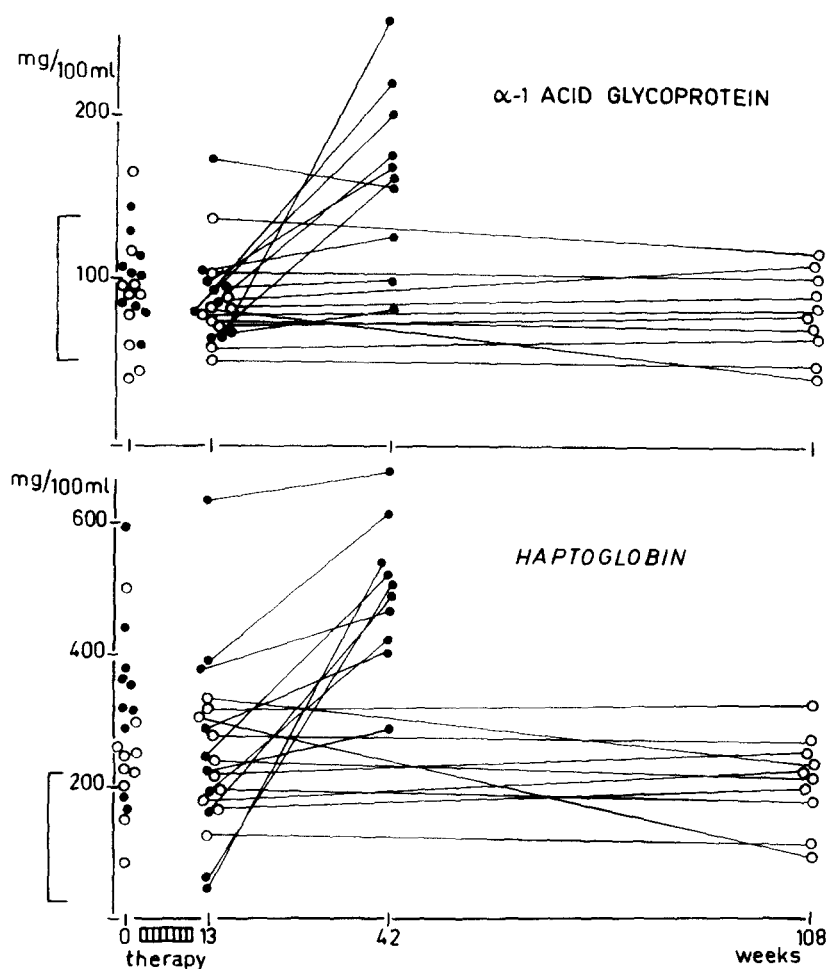 mg/100ml
α-1 ACID GLYCOPROTEIN
200
100
mg/100ml
600
HAPTOGLOBIN
400
200
0 13 42 108
therapy weeks